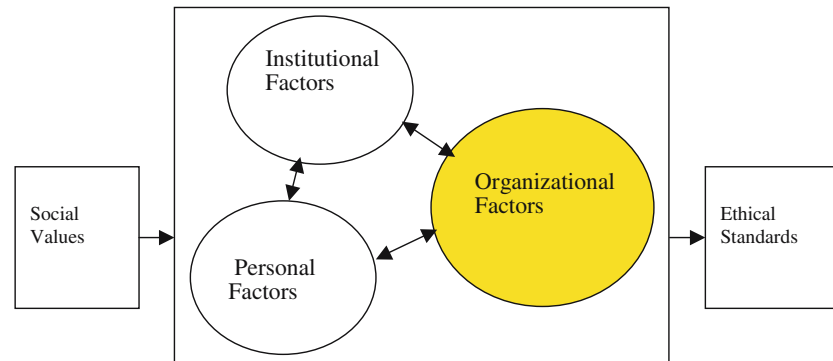 Institutional
Factors
Organizational
Factors
Social
Values
Personal
Factors
Ethical
Standards